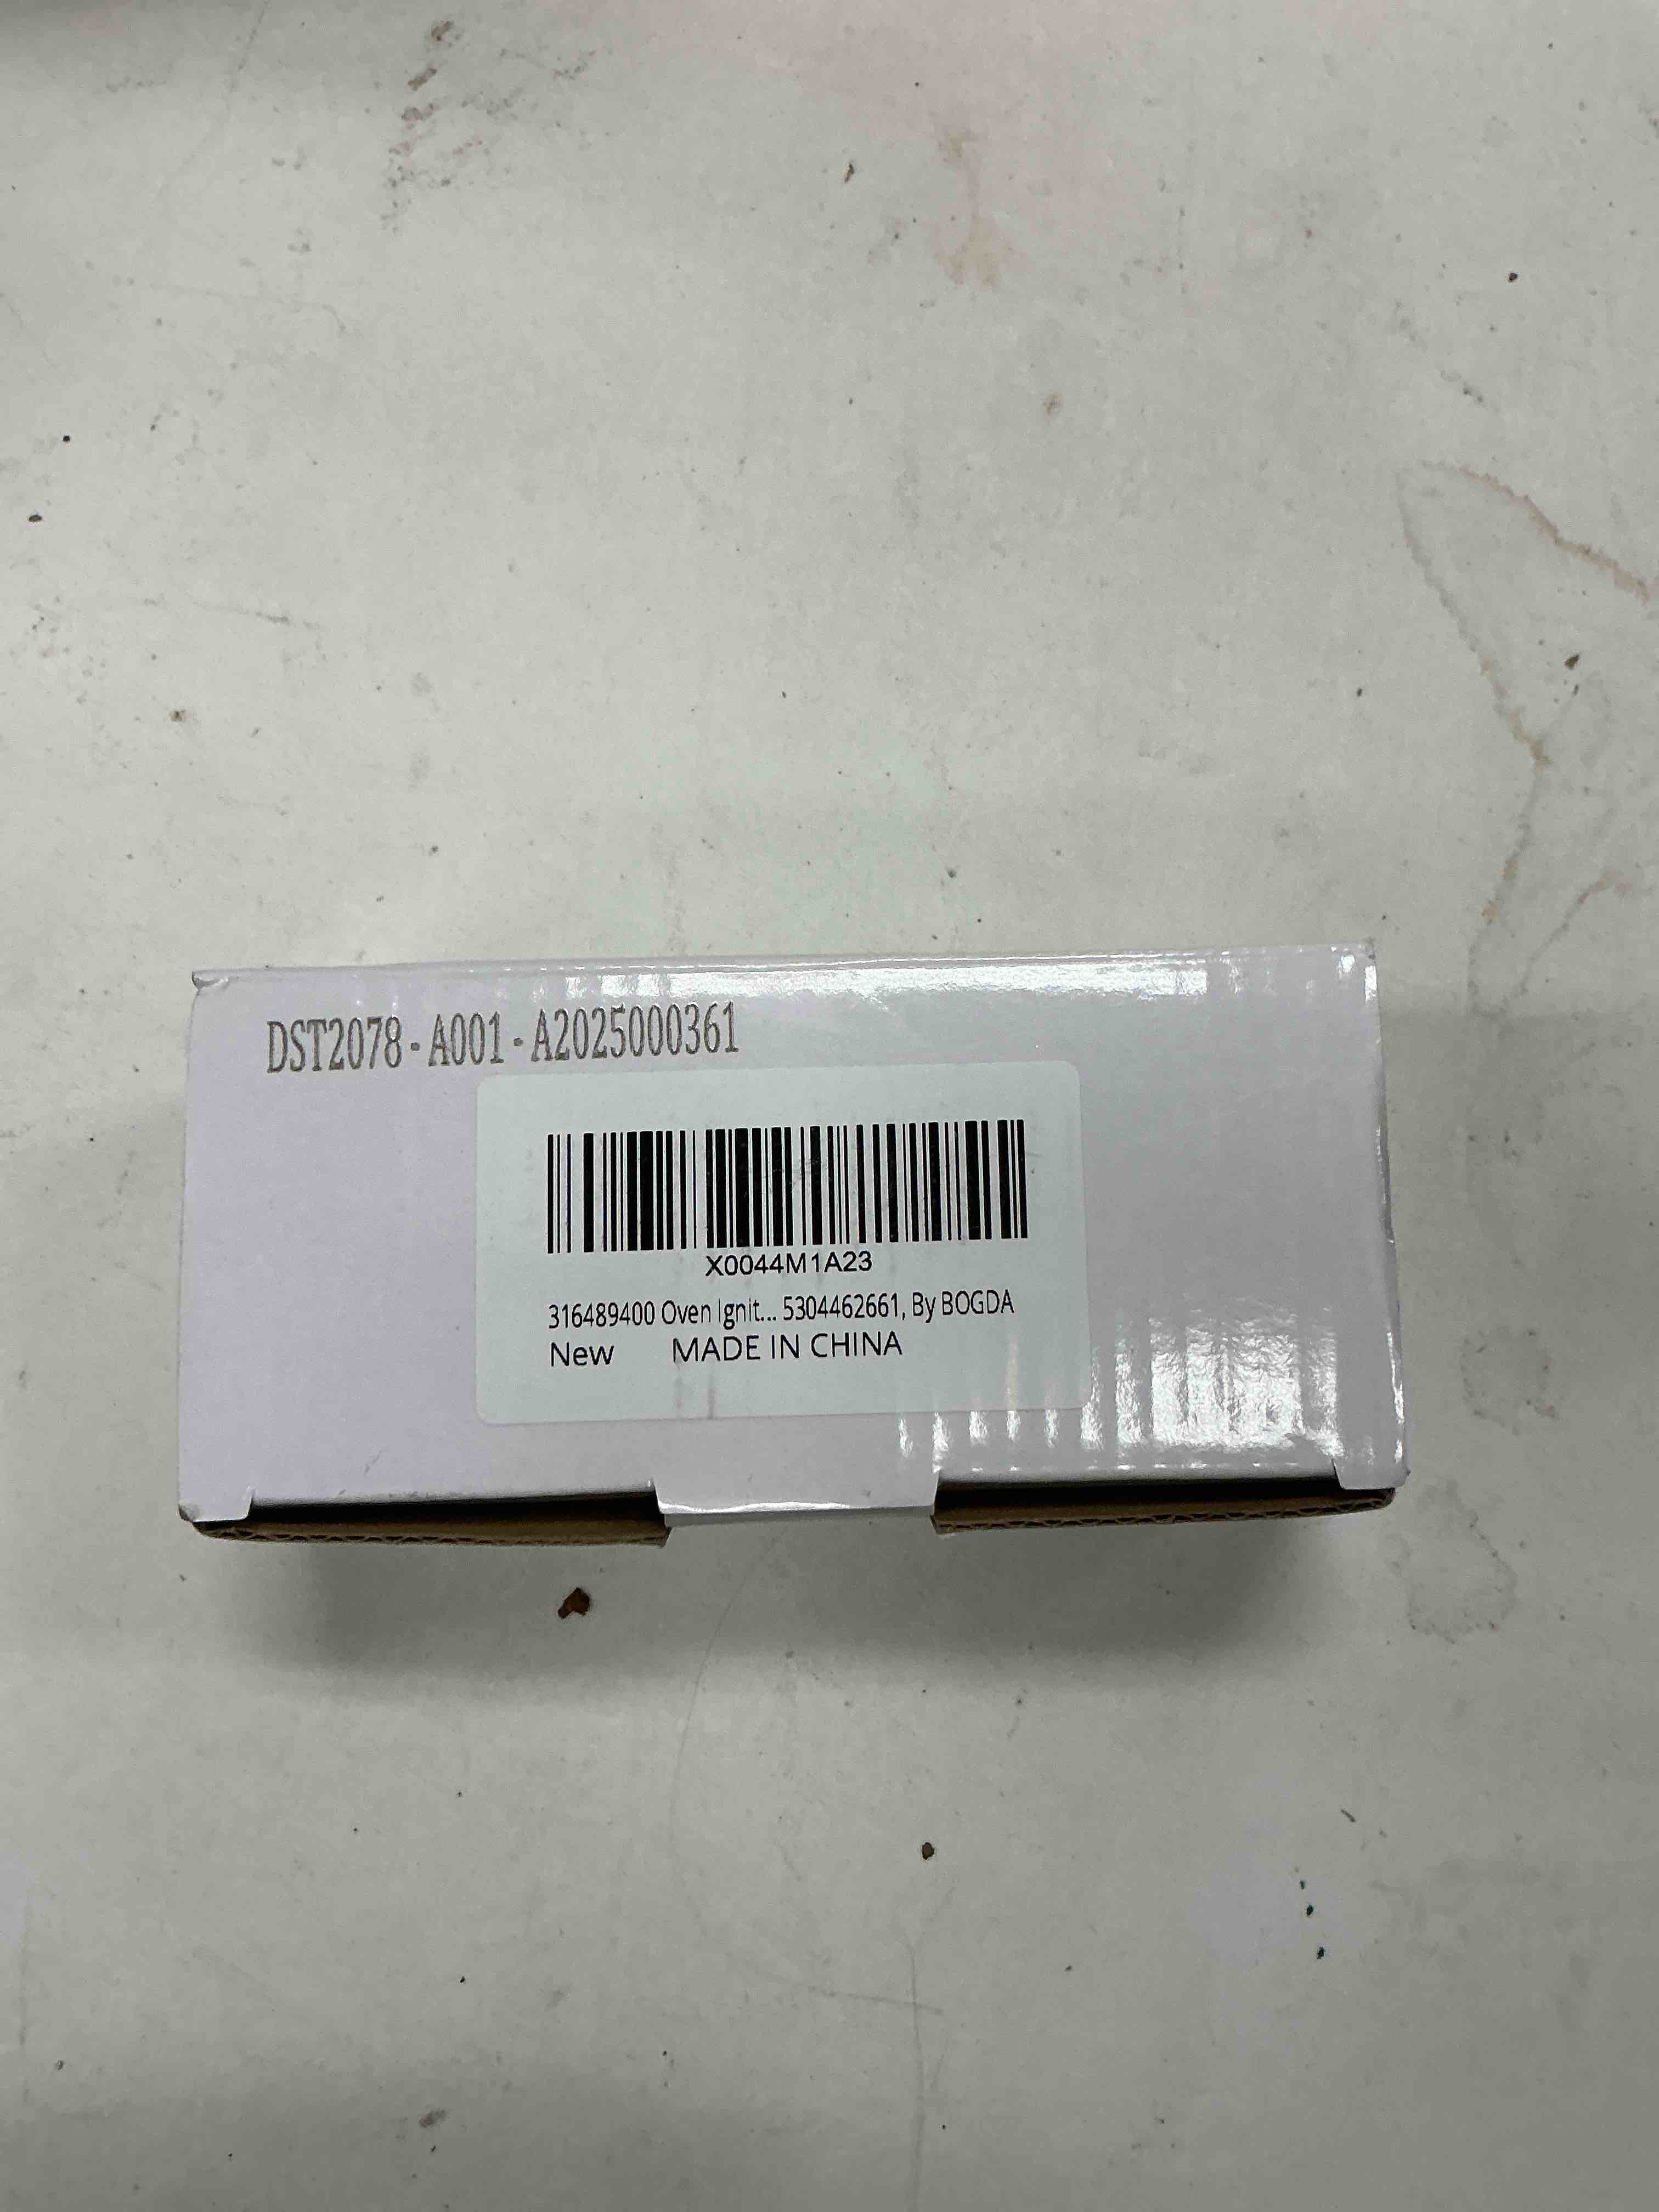 DST2078-A001-A2025000361
X0044M1A23
316489400 Oven Ignit... 5304462661, By BOGDA
New MADE IN CHINA